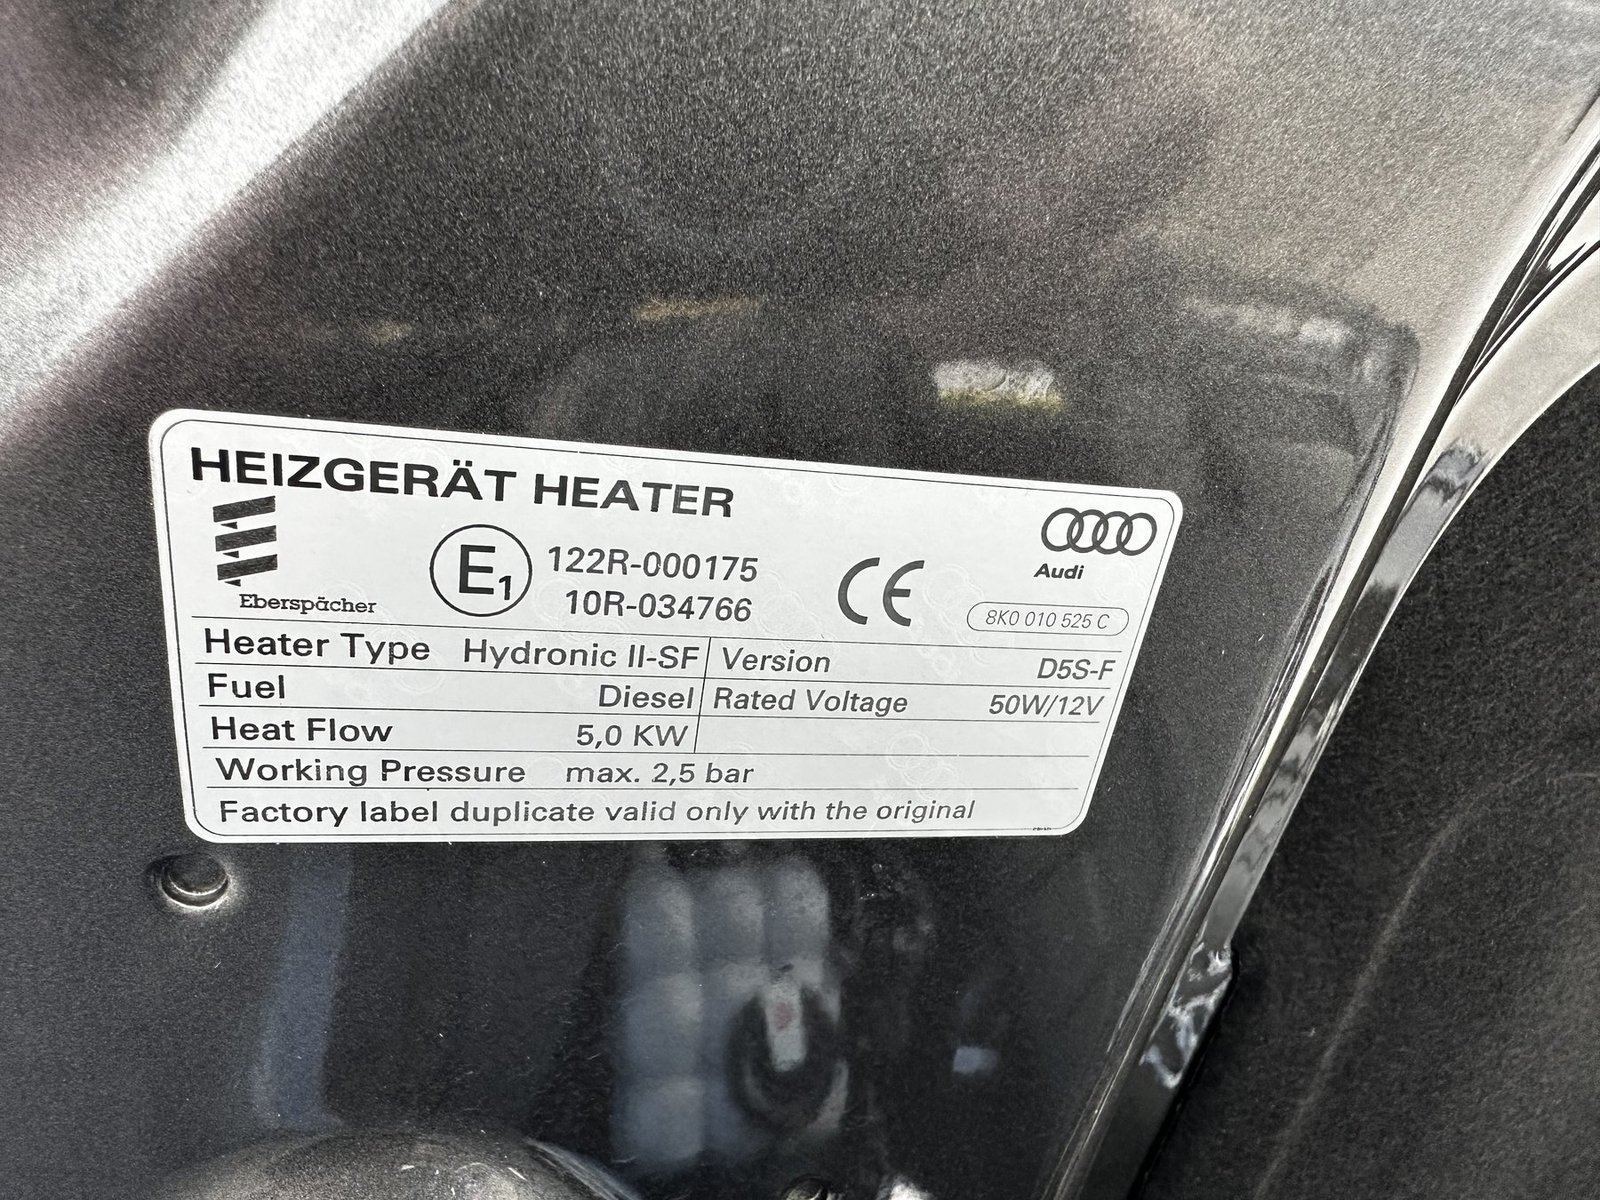 HEIZGERÄT HEATER
Eberspächer
E1
122R-000175
10R-034766
CE
Audi
8K0 010 525 C
Heater Type Hydronic II-SF Version D5S-F
Fuel Diesel Rated Voltage 50W/12V
Heat Flow 5,0 KW
Working Pressure max. 2,5 bar
Factory label duplicate valid only with the original